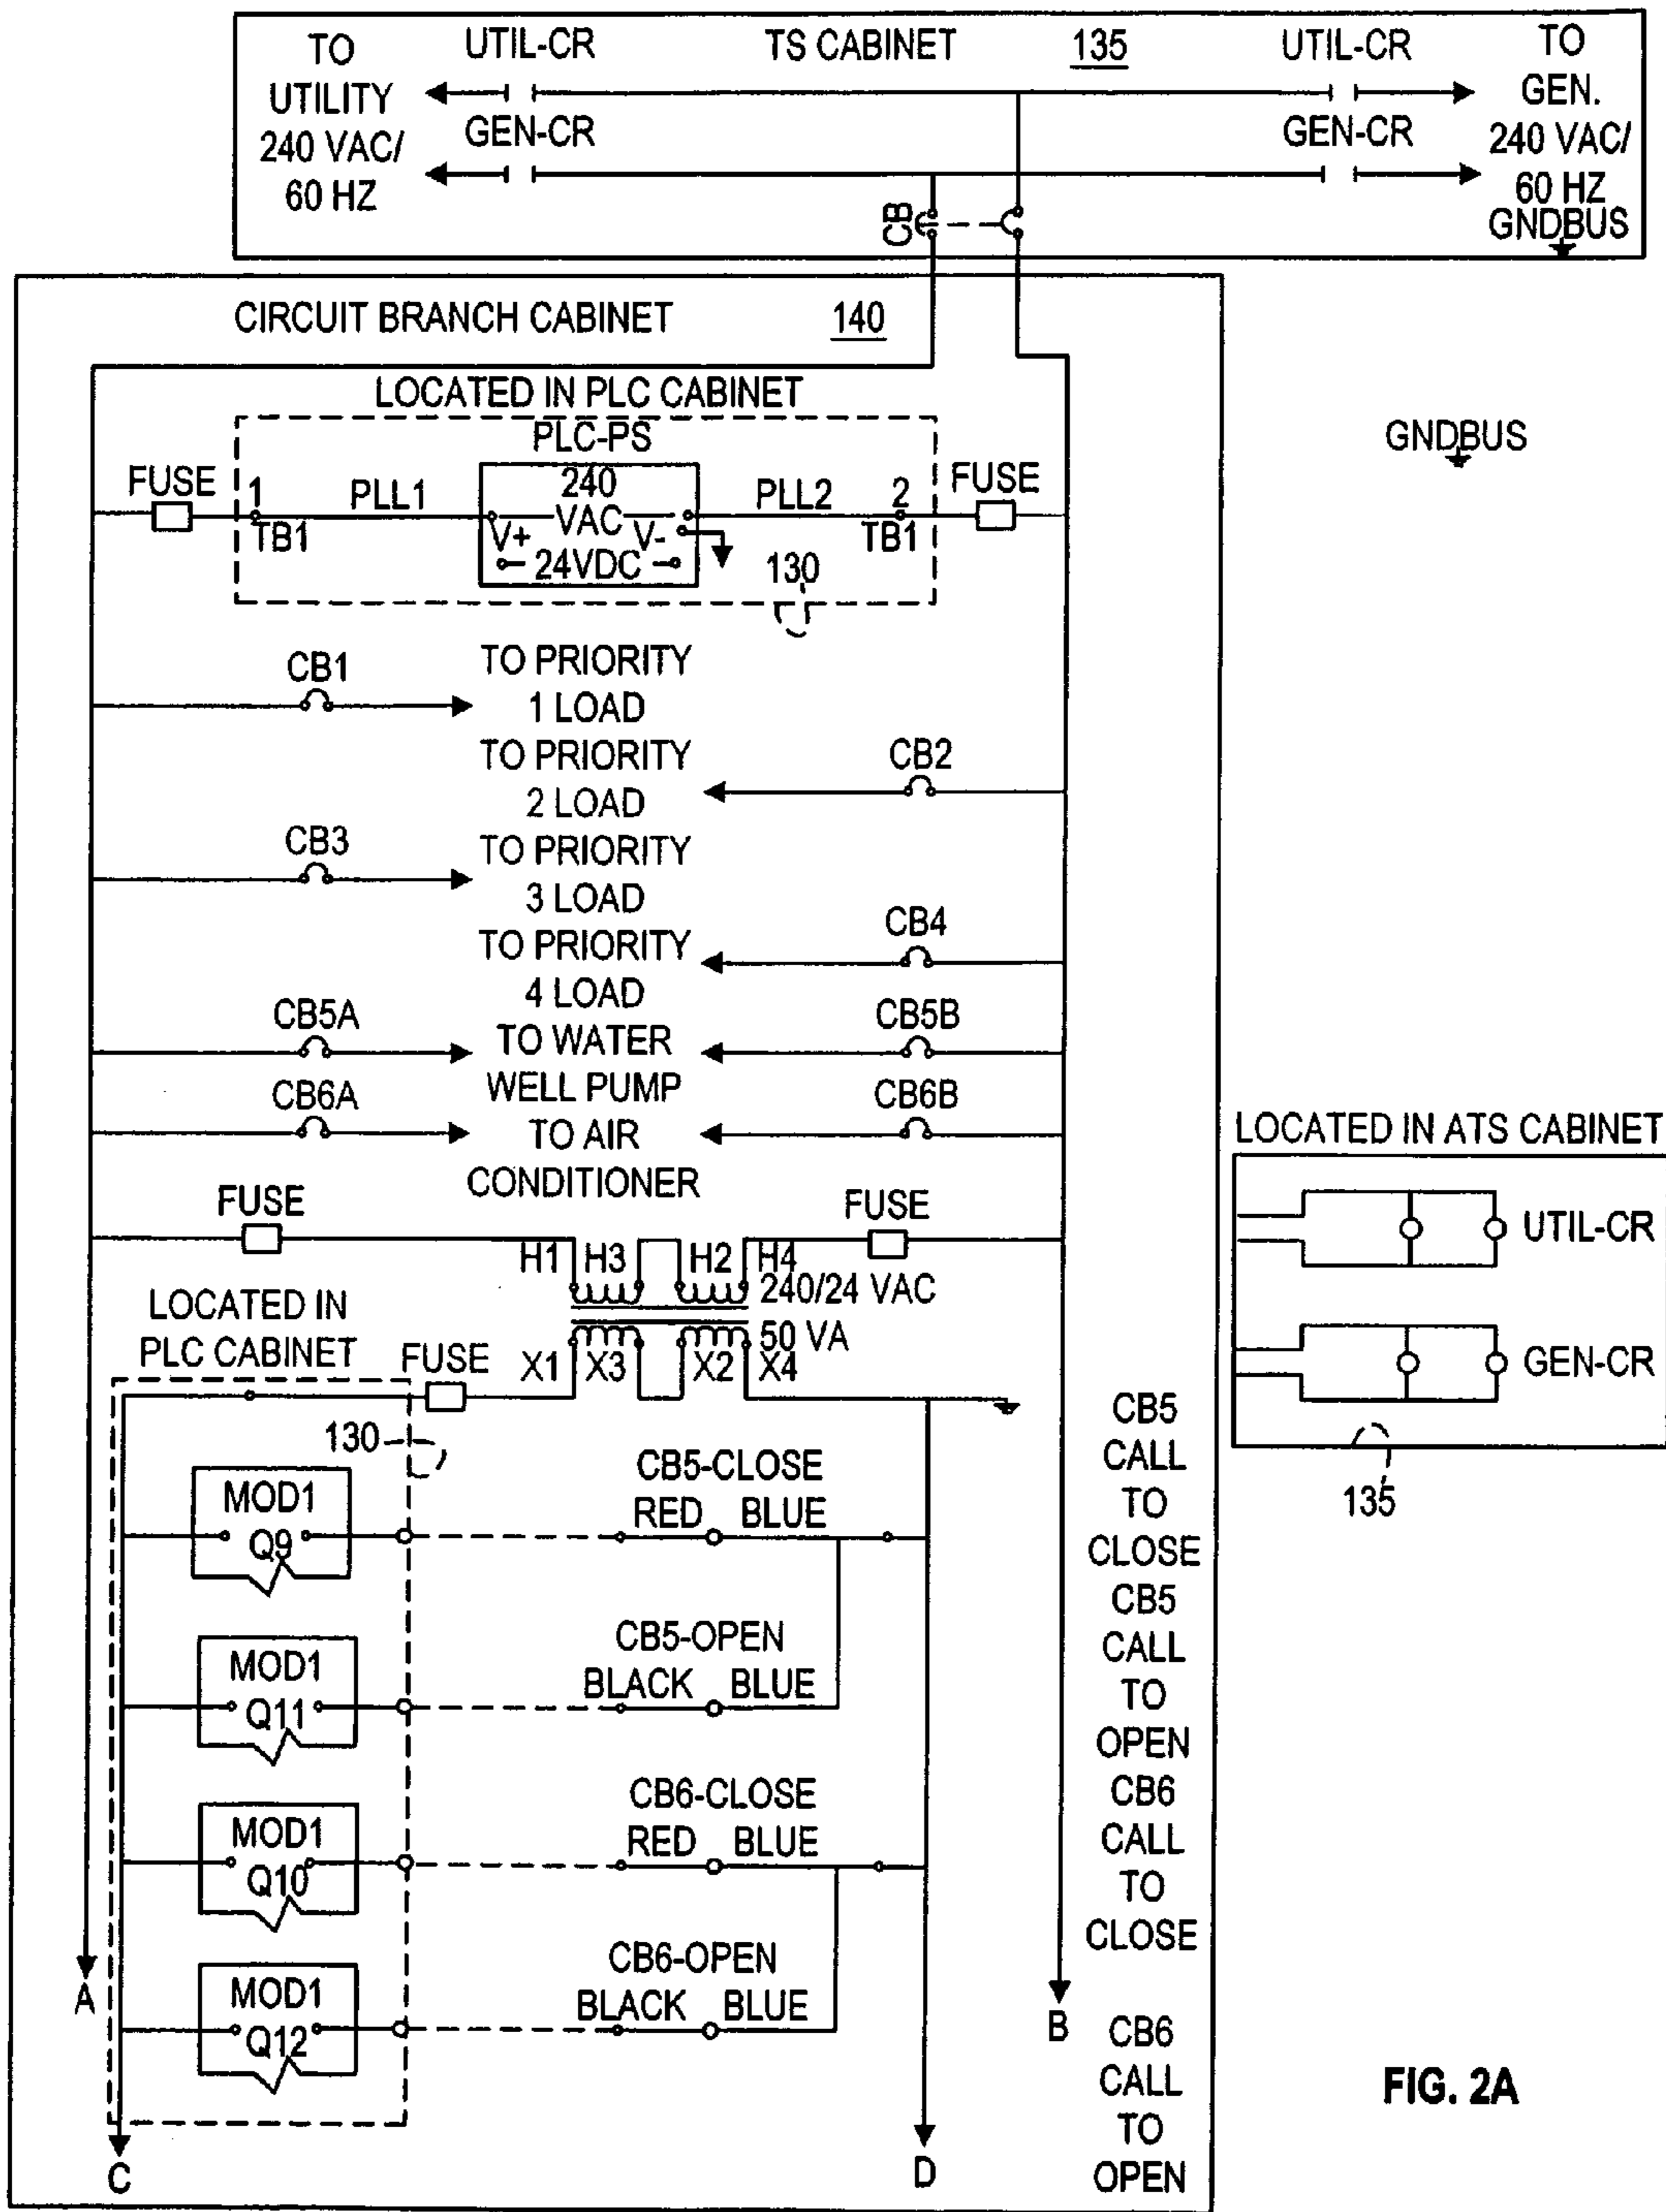 TO UTIL-CR TS CABINET 135 UTIL-CR TO
UTILITY GEN.
GEN-CR GEN-CR
240 VAC/ 240 VAC/
60 HZ 60 HZ
CB GNDBUS
CIRCUIT BRANCH CABINET 140
LOCATED IN PLC CABINET
GNDBUS
PLC-PS
FUSE 1 PLL1 240 PLL2 2 FUSE
VAC
TB1 V+ V- TB1
24VDC
130
CB1 TO PRIORITY
1 LOAD
TO PRIORITY CB2
2 LOAD
CB3 TO PRIORITY
3 LOAD
TO PRIORITY CB4
4 LOAD
CB5A TO WATER CB5B
WELL PUMP
CB6A CB6B
TO AIR
CONDITIONER
LOCATED IN ATS CABINET
FUSE FUSE
UTIL-CR
H1 H3 H2 H4
240/24 VAC
LOCATED IN
50 VA
PLC CABINET FUSE X1 X3 X2 X4
GEN-CR
135
130
CB5-CLOSE
MOD1 RED BLUE
Q9
CB5
CALL
TO
CLOSE
CB5-OPEN
MOD1 BLACK BLUE
Q11
CB5
CALL
TO
OPEN
CB6-CLOSE
MOD1 RED BLUE
Q10
CB6
CALL
TO
CLOSE
CB6-OPEN
MOD1 BLACK BLUE
Q12
A B
CB6
CALL
TO
OPEN
C D
FIG. 2A